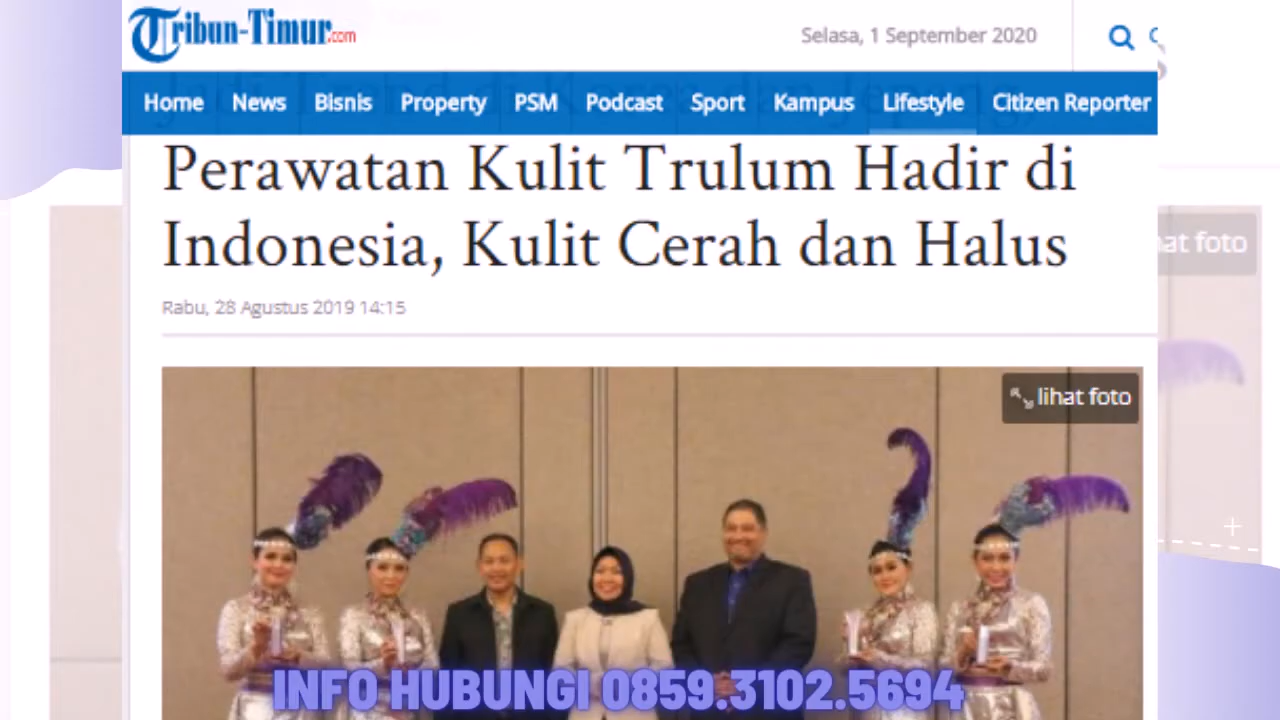 Tribun-Timur.com
Selasa, 1 September 2020
Home News Bisnis Property PSM Podcast Sport Kampus Lifestyle Citizen Reporter
Perawatan Kulit Trulum Hadir di
Indonesia, Kulit Cerah dan Halus
Rabu, 28 Agustus 2019 14:15
lihat foto
at foto
INFO HUBUNGI 0859.3102.5694